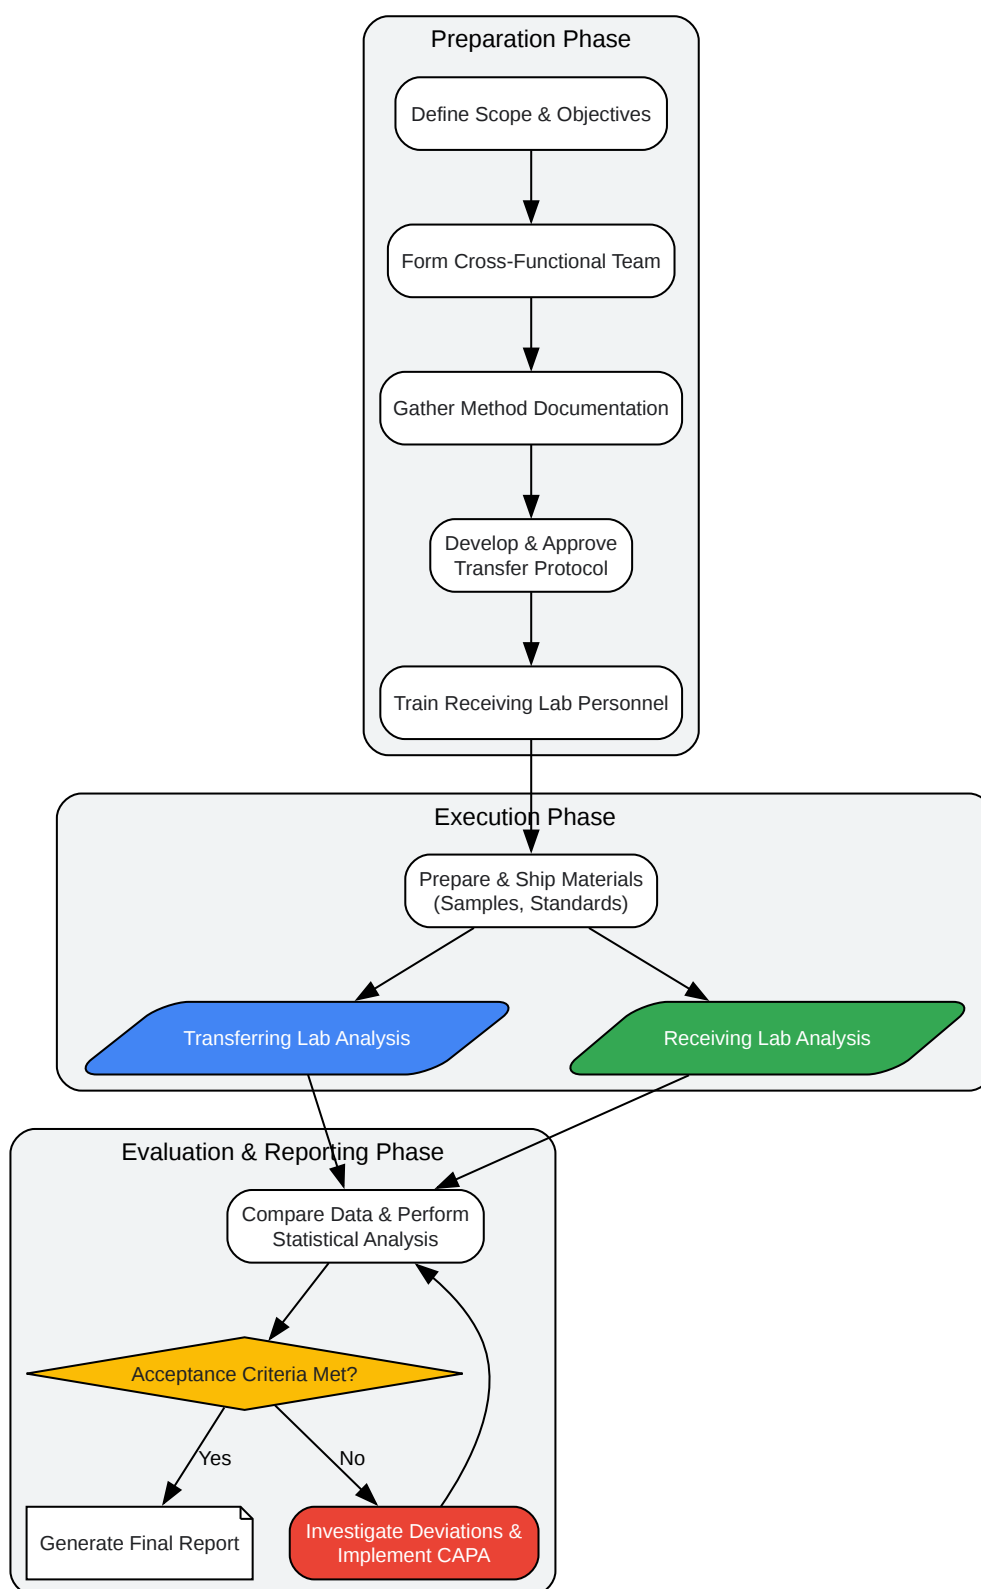 Preparation Phase
Define Scope & Objectives
Form Cross-Functional Team
Gather Method Documentation
Develop & Approve
Transfer Protocol
Train Receiving Lab Personnel
Execution Phase
Prepare & Ship Materials
(Samples, Standards)
Transferring Lab Analysis
Receiving Lab Analysis
Evaluation & Reporting Phase
Compare Data & Perform
Statistical Analysis
Acceptance Criteria Met?
Yes
No
Generate Final Report
Investigate Deviations &
Implement CAPA